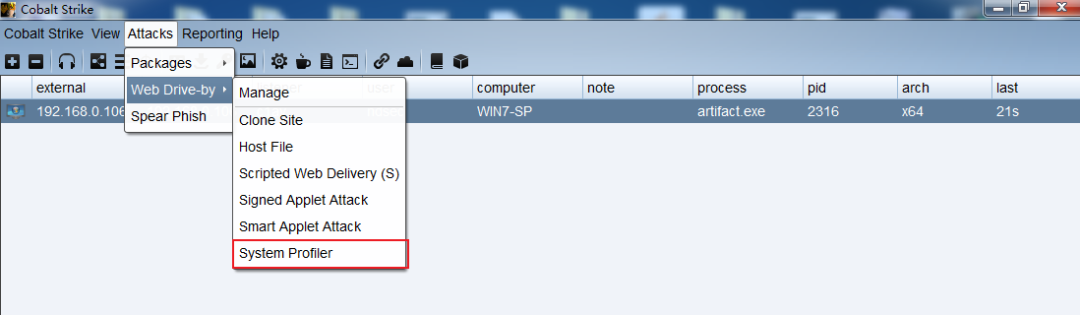 Cobalt Strike
Cobalt Strike View Attacks Reporting Help
Packages
external computer note process pid arch last
Web Drive-by
Manage
192.168.0.106 WIN7-SP artifact.exe 2316 x64 21s
Spear Phish
Clone Site
Host File
Scripted Web Delivery (S)
Signed Applet Attack
Smart Applet Attack
System Profiler